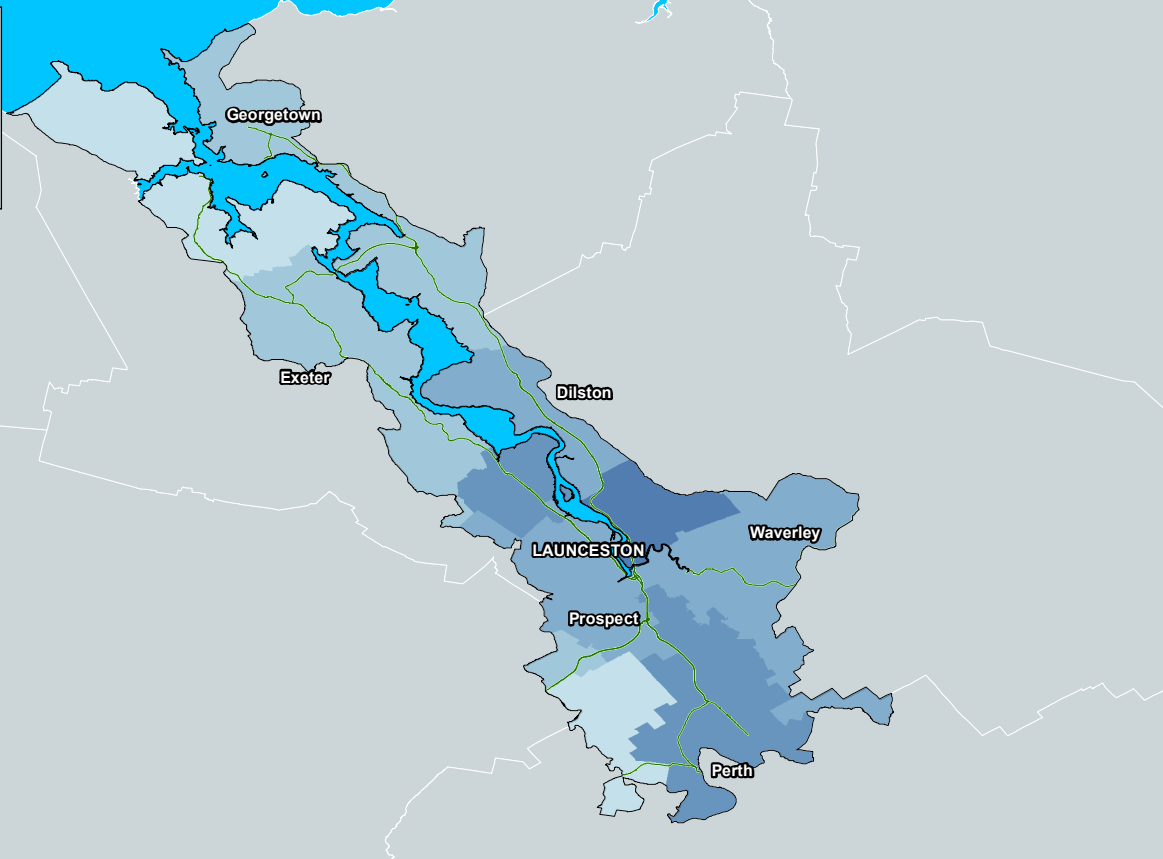 Georgetown
Exeter
Dilston
Waverley
LAUNCESTON
Prospect
Perth